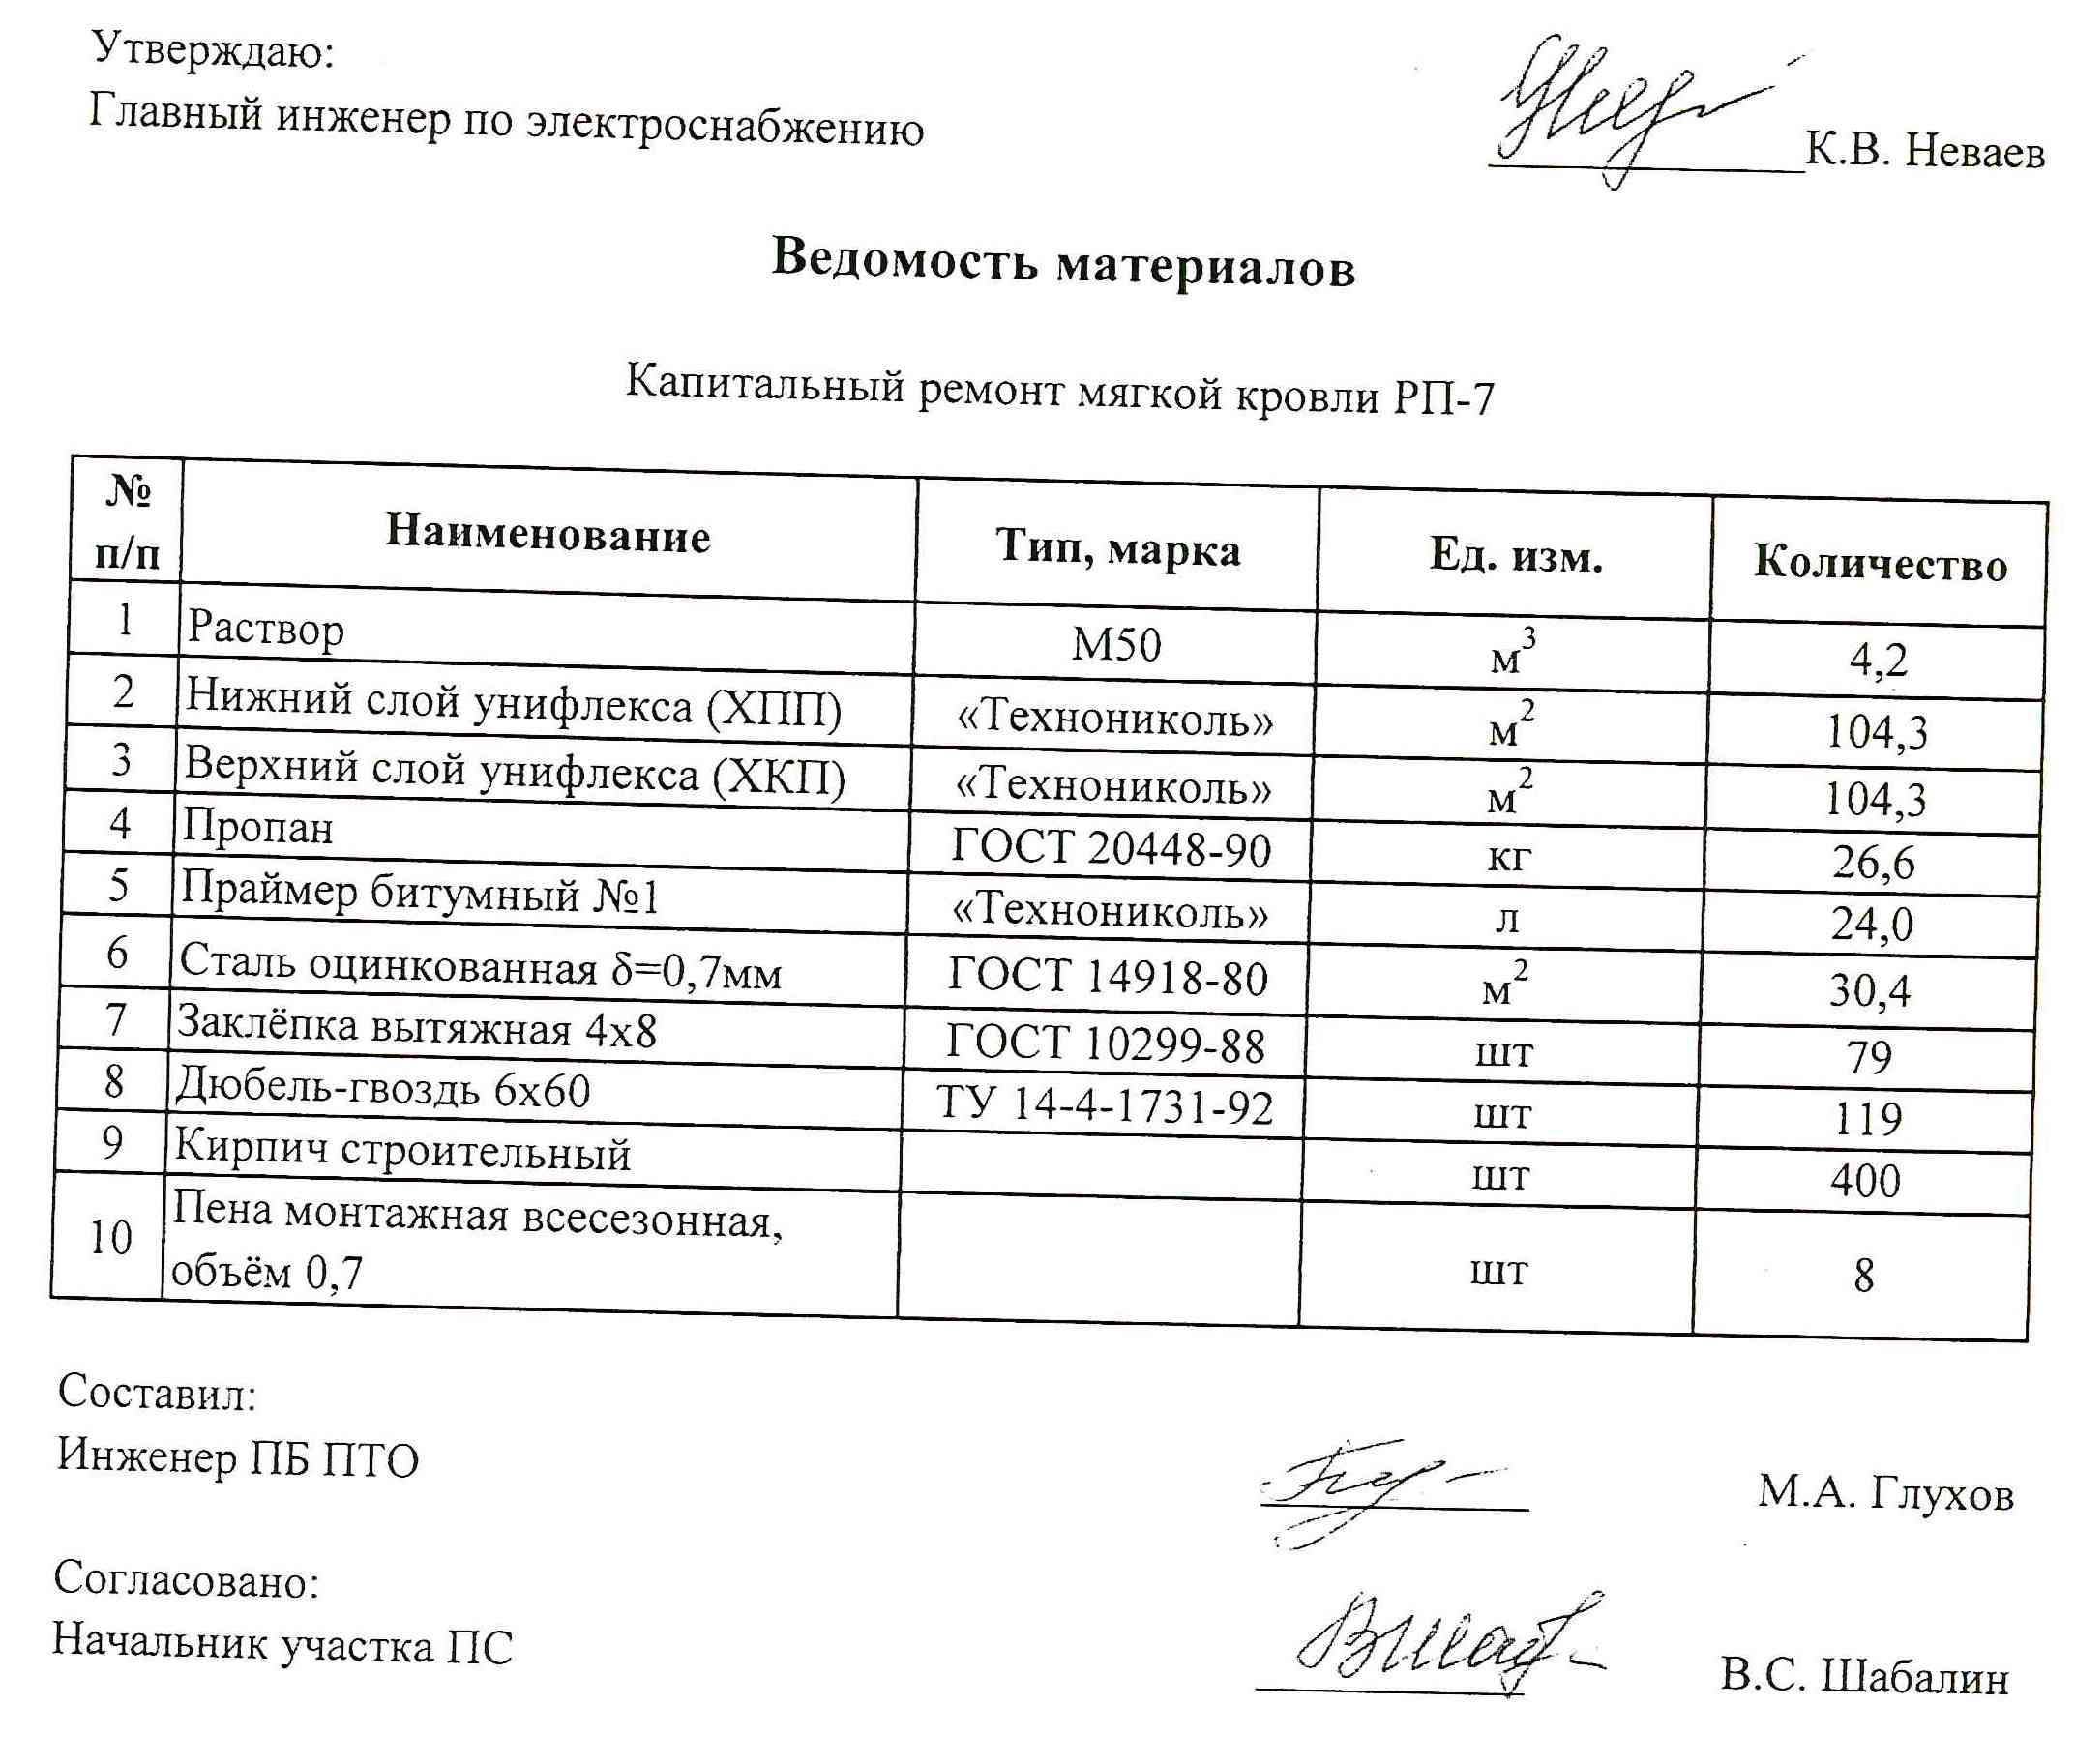 Утверждаю:
Главный инженер по электроснабжению
К.В. Неваев
Ведомость материалов
Капитальный ремонт мягкой кровли РП-7
№ п/п Наименование Тип, марка Ед. изм. Количество
1 Раствор М50 м³ 4,2
2 Нижний слой унифлекса (ХПП) «Технониколь» м² 104,3
3 Верхний слой унифлекса (ХКП) «Технониколь» м² 104,3
4 Пропан ГОСТ 20448-90 кг 26,6
5 Праймер битумный №1 «Технониколь» л 24,0
6 Сталь оцинкованная δ=0,7мм ГОСТ 14918-80 м² 30,4
7 Заклёпка вытяжная 4х8 ГОСТ 10299-88 шт 79
8 Дюбель-гвоздь 6х60 ТУ 14-4-1731-92 шт 119
9 Кирпич строительный шт 400
10 Пена монтажная всесезонная,
объём 0,7 шт 8
Составил:
Инженер ПБ ПТО
М.А. Глухов
Согласовано:
Начальник участка ПС
В.С. Шабалин